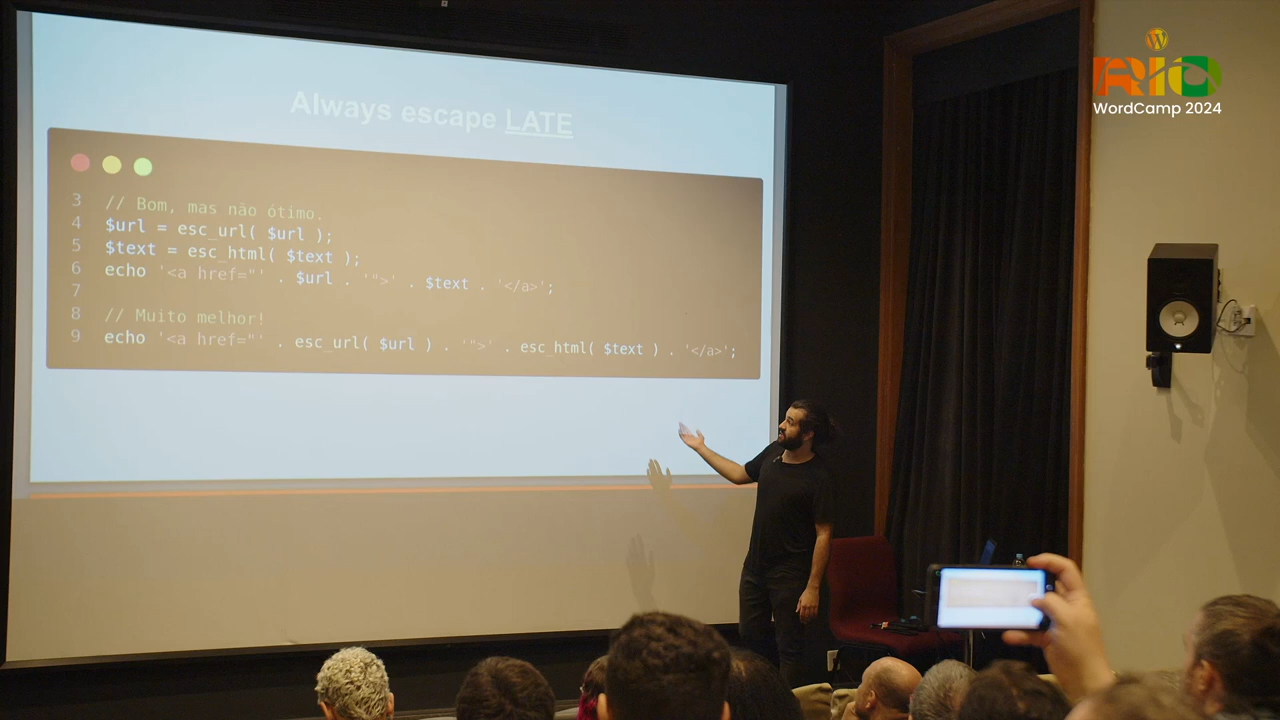 Always escape LATE
3 // Bom, mas não ótimo.
4 $url = esc_url( $url );
5 $text = esc_html( $text );
6 echo '<a href="' . $url . '">' . $text . '</a>';
7
8 // Muito melhor!
9 echo '<a href="' . esc_url( $url ) . '">' . esc_html( $text ) . '</a>';
RIO
WordCamp 2024